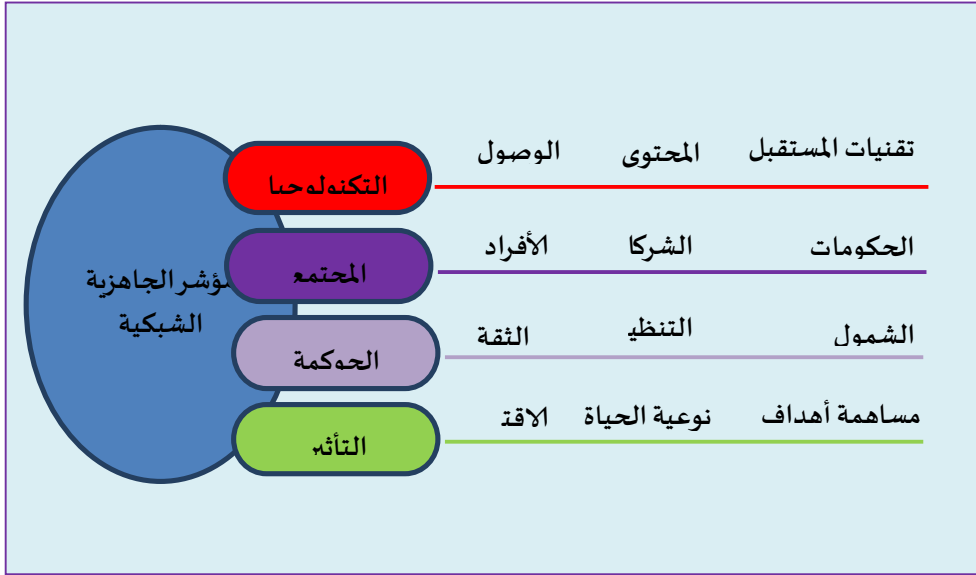 مؤشر الجاهزية
الشبكية
التكنولوجيا
الوصول
المحتوى
تقنيات المستقبل
المجتمع
الأفراد
الشركا
الحكومات
الحوكمة
الثقة
التنظي
الشمول
التأثير
الاقتـ
نوعية الحياة
مساهمة أهداف